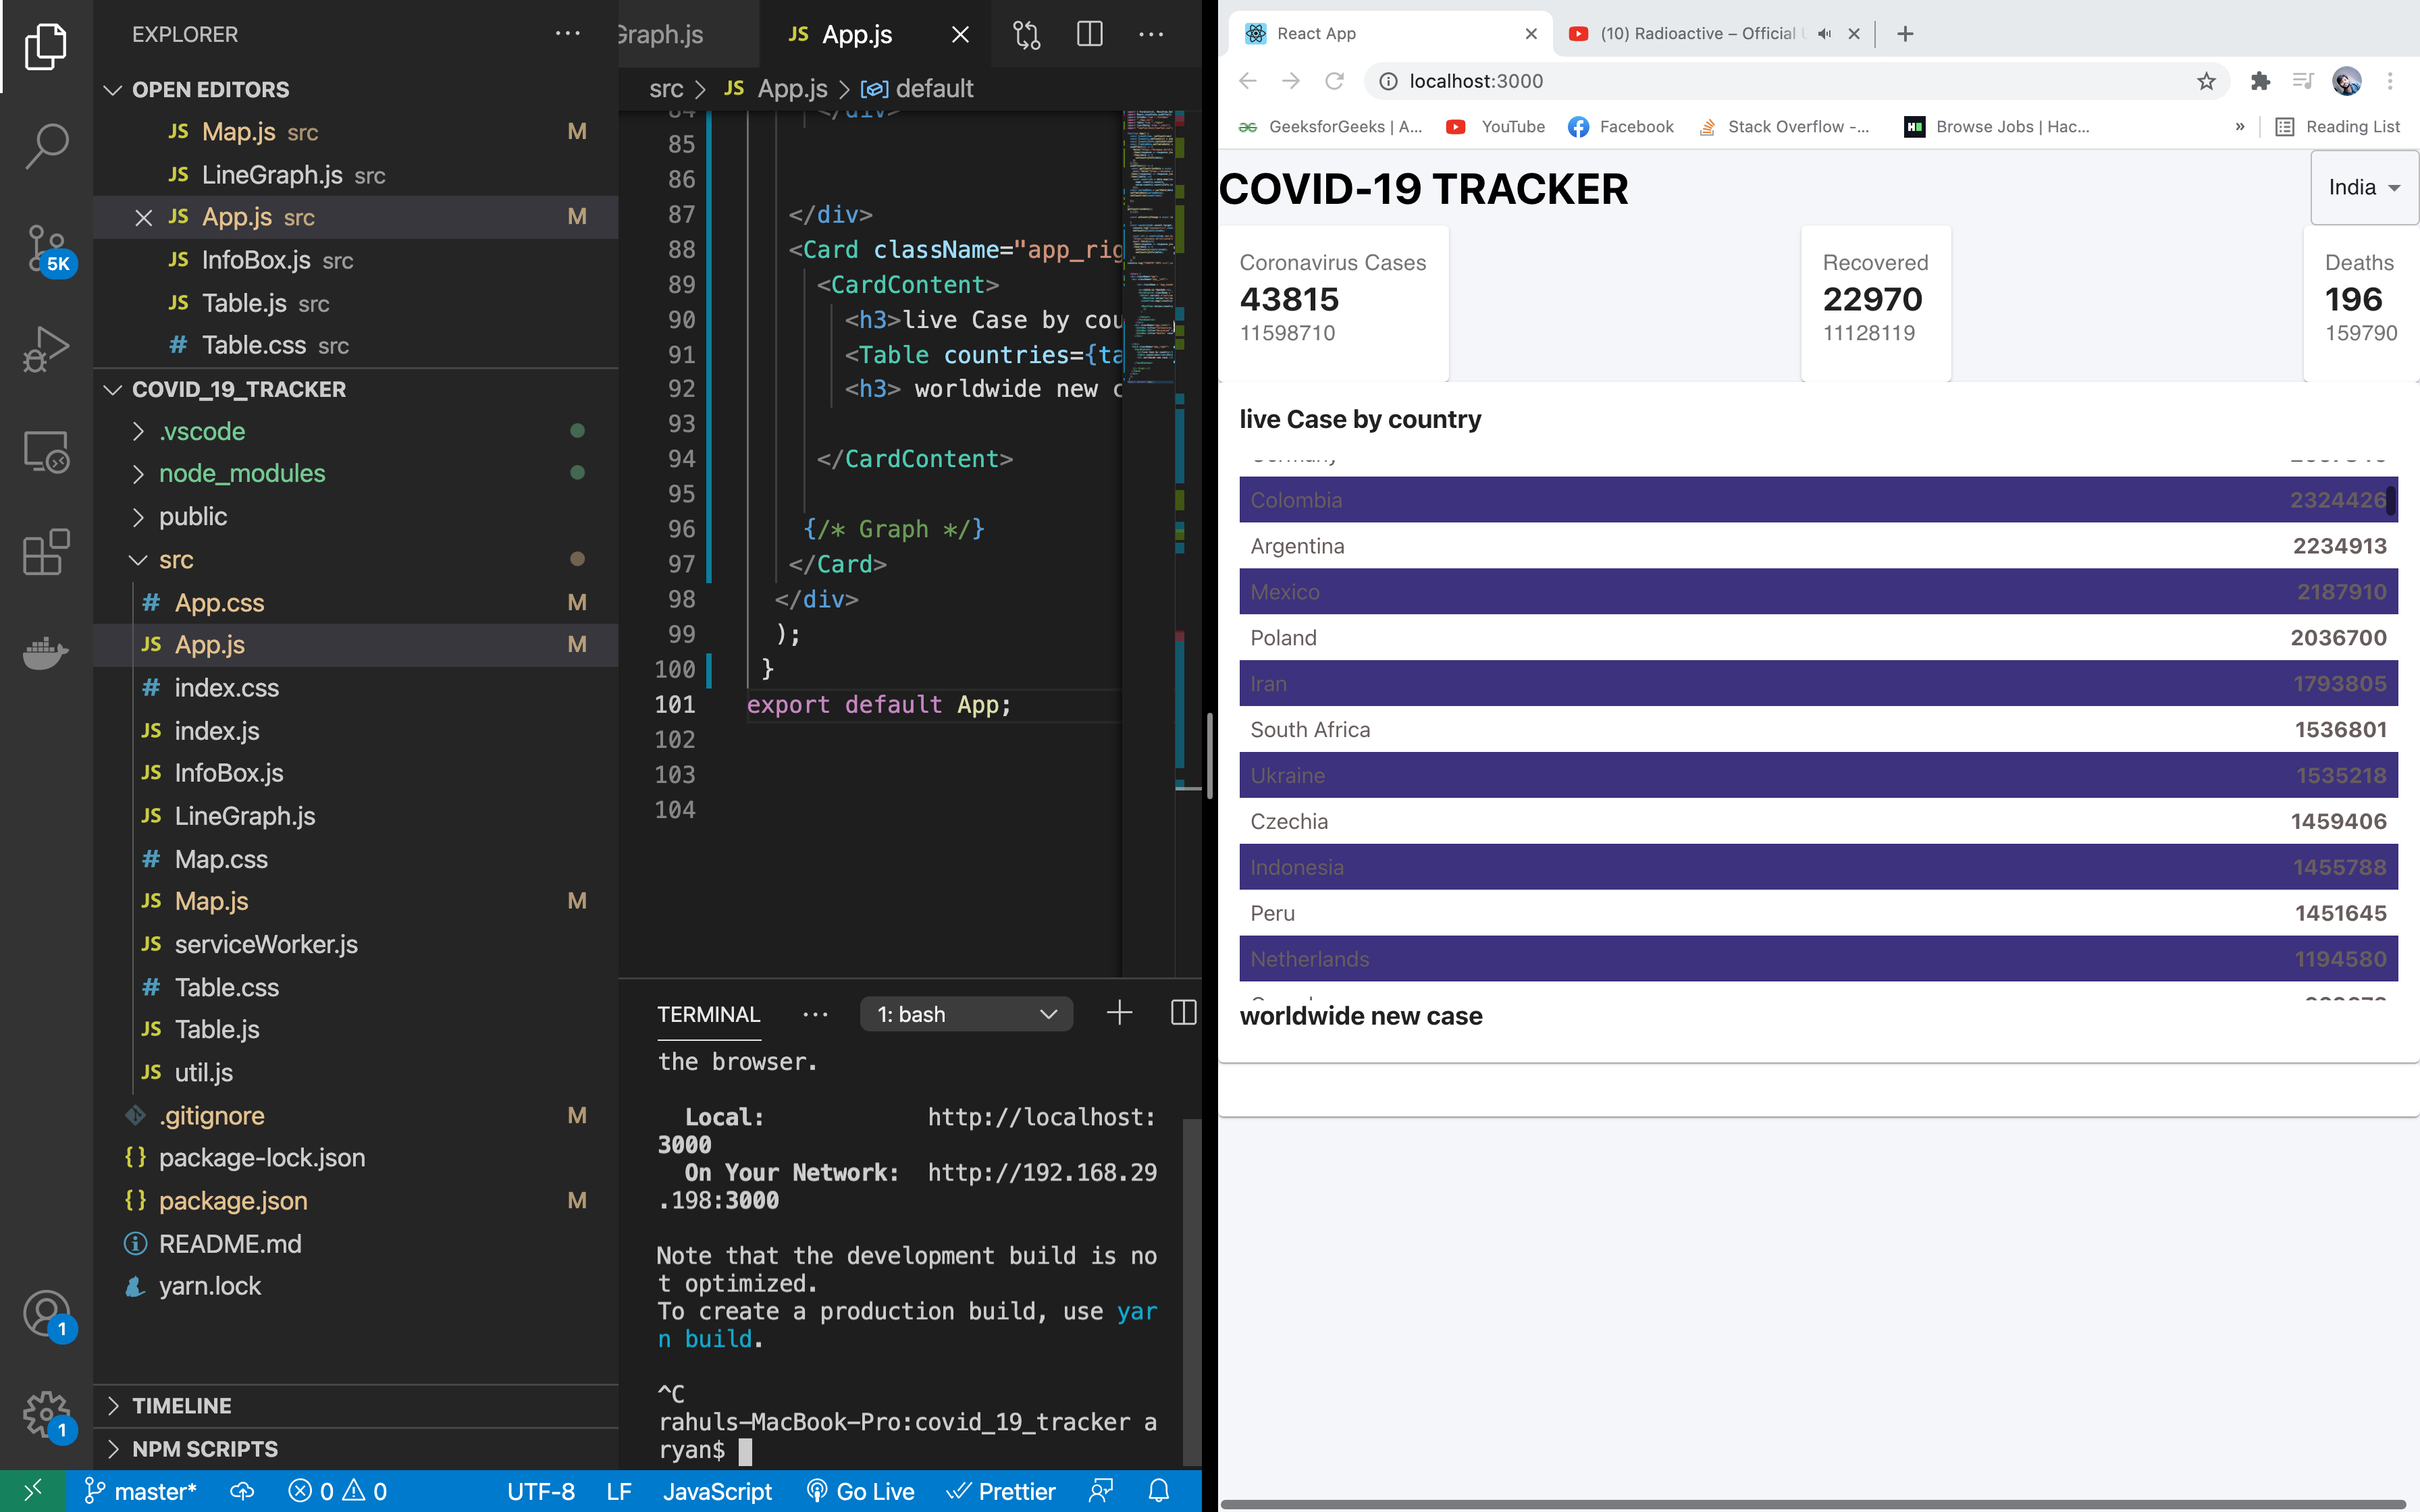 EXPLORER
OPEN EDITORS
JS Map.js src M
JS LineGraph.js src
JS App.js src M
JS InfoBox.js src
JS Table.js src
# Table.css src
COVID_19_TRACKER
.vscode
node_modules
public
src
# App.css M
JS App.js M
# index.css
JS index.js
JS InfoBox.js
JS LineGraph.js
# Map.css
JS Map.js M
JS serviceWorker.js
# Table.css
JS Table.js
JS util.js
.gitignore M
{} package-lock.json
{} package.json M
README.md
yarn.lock
TIMELINE
NPM SCRIPTS
5K
1
1
Graph.js
JS App.js
src > JS App.js > default
84 </div>
85
86
87 </div>
88 <Card className="app_rig
89 <CardContent>
90 <h3>live Case by cou
91 <Table countries={ta
92 <h3> worldwide new c
93
94 </CardContent>
95
96 {/* Graph */}
97 </Card>
98 </div>
99 );
100 }
101 export default App;
102
103
104
TERMINAL
1: bash
the browser.
Local: http://localhost:
3000
On Your Network: http://192.168.29
.198:3000
Note that the development build is no
t optimized.
To create a production build, use yar
n build.
^C
rahuls-MacBook-Pro:covid_19_tracker a
ryan$
master* 0 0 UTF-8 LF JavaScript Go Live Prettier
React App
(10) Radioactive – Official
localhost:3000
GeeksforGeeks | A...
YouTube
Facebook
Stack Overflow -...
Browse Jobs | Hac...
»
Reading List
COVID-19 TRACKER
India
Coronavirus Cases
43815
11598710
Recovered
22970
11128119
Deaths
196
159790
live Case by country
Germany
Colombia 2324426
Argentina 2234913
Mexico 2187910
Poland 2036700
Iran 1793805
South Africa 1536801
Ukraine 1535218
Czechia 1459406
Indonesia 1455788
Peru 1451645
Netherlands 1194580
worldwide new case